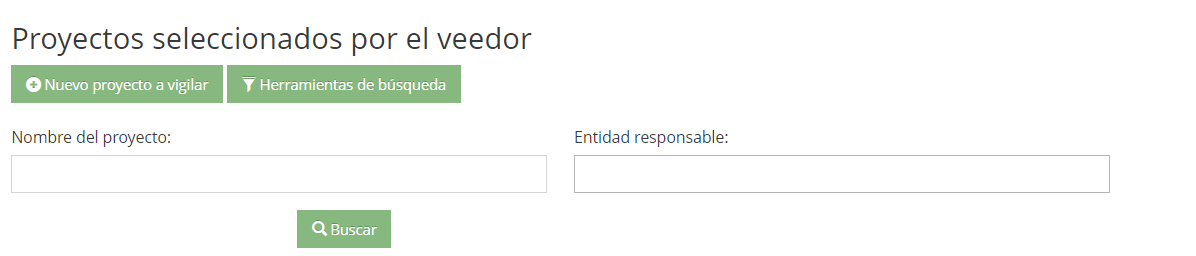 Proyectos seleccionados por el veedor
Nuevo proyecto a vigilar Herramientas de búsqueda
Nombre del proyecto: Entidad responsable:
Buscar